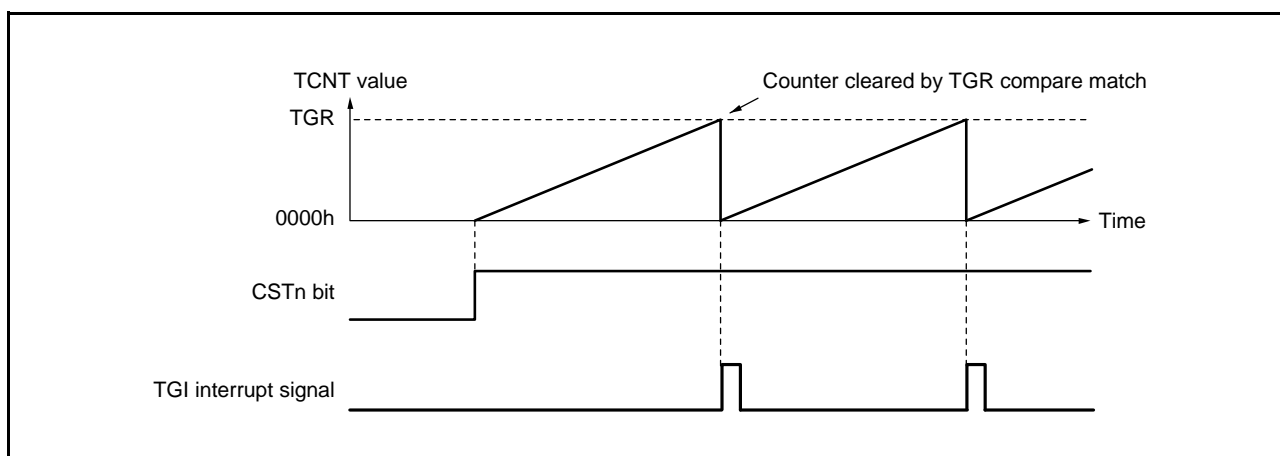 TCNT value
Counter cleared by TGR compare match
TGR
0000h
Time
CSTn bit
TGI interrupt signal